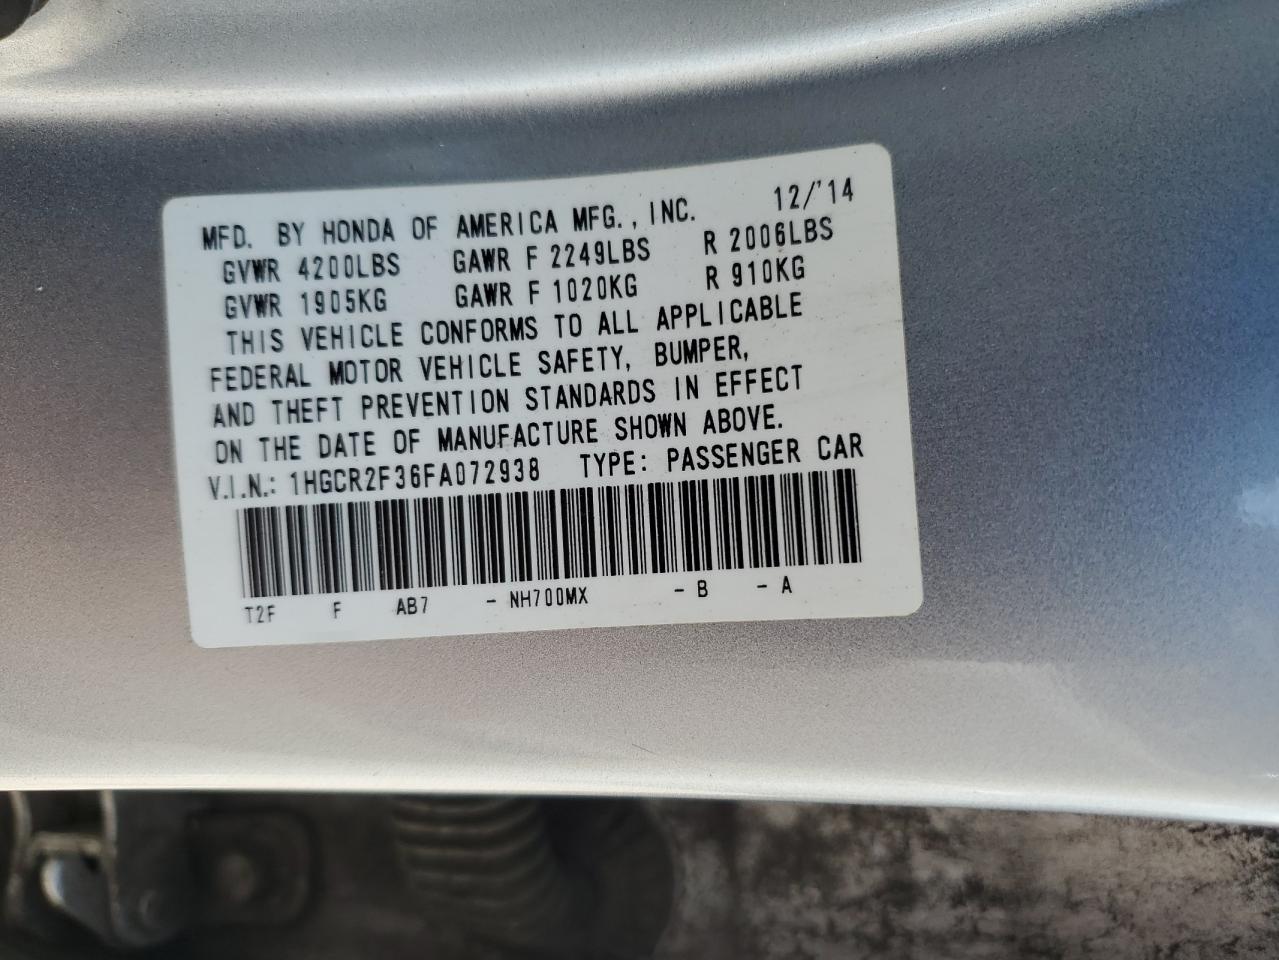 MFD. BY HONDA OF AMERICA MFG., INC. 12/'14
GVWR 4200LBS GAWR F 2249LBS R 2006LBS
GVWR 1905KG GAWR F 1020KG R 910KG
THIS VEHICLE CONFORMS TO ALL APPLICABLE
FEDERAL MOTOR VEHICLE SAFETY, BUMPER,
AND THEFT PREVENTION STANDARDS IN EFFECT
ON THE DATE OF MANUFACTURE SHOWN ABOVE.
V.I.N.: 1HGCR2F36FA072938 TYPE: PASSENGER CAR
T2F F AB7 - NH700MX - B - A